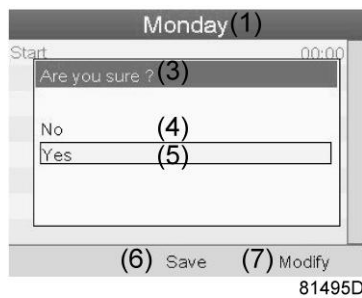 Monday(1)
Start 00:00
Are you sure ?(3)
No (4)
Yes (5)
(6) Save (7) Modify
81495D